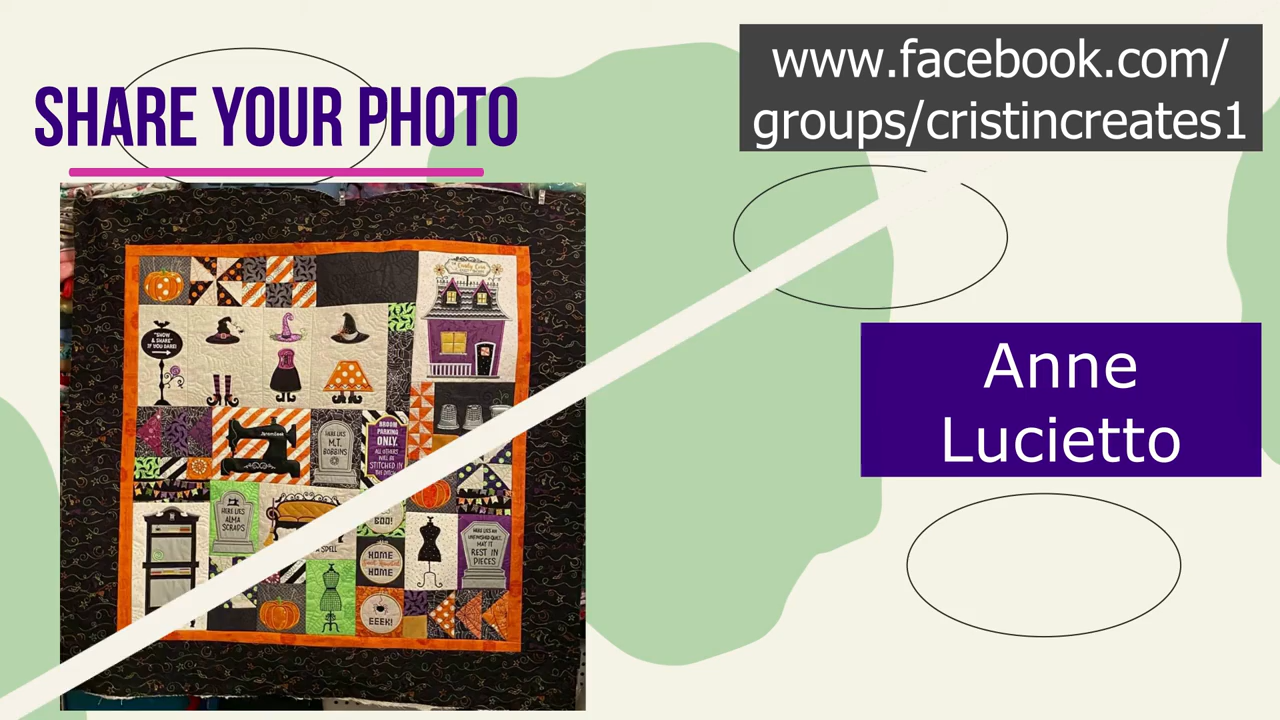 SHARE YOUR PHOTO
www.facebook.com/
groups/cristincreates1
Anne
Lucietto
"SHOW
& SHARE"
IF YOU DARE!
HERE LIES
M.T.
BOBBINS
BROOM
PARKING
ONLY.
ALL OTHERS
WILL BE
STITCHED IN
HERE LIES
ALMA
SCRAPS
BOO!
SPELL
HOME
HOME
EEEK!
HERE LIES AN
UNFINISHED QUILT,
MAY IT
REST IN
PIECES